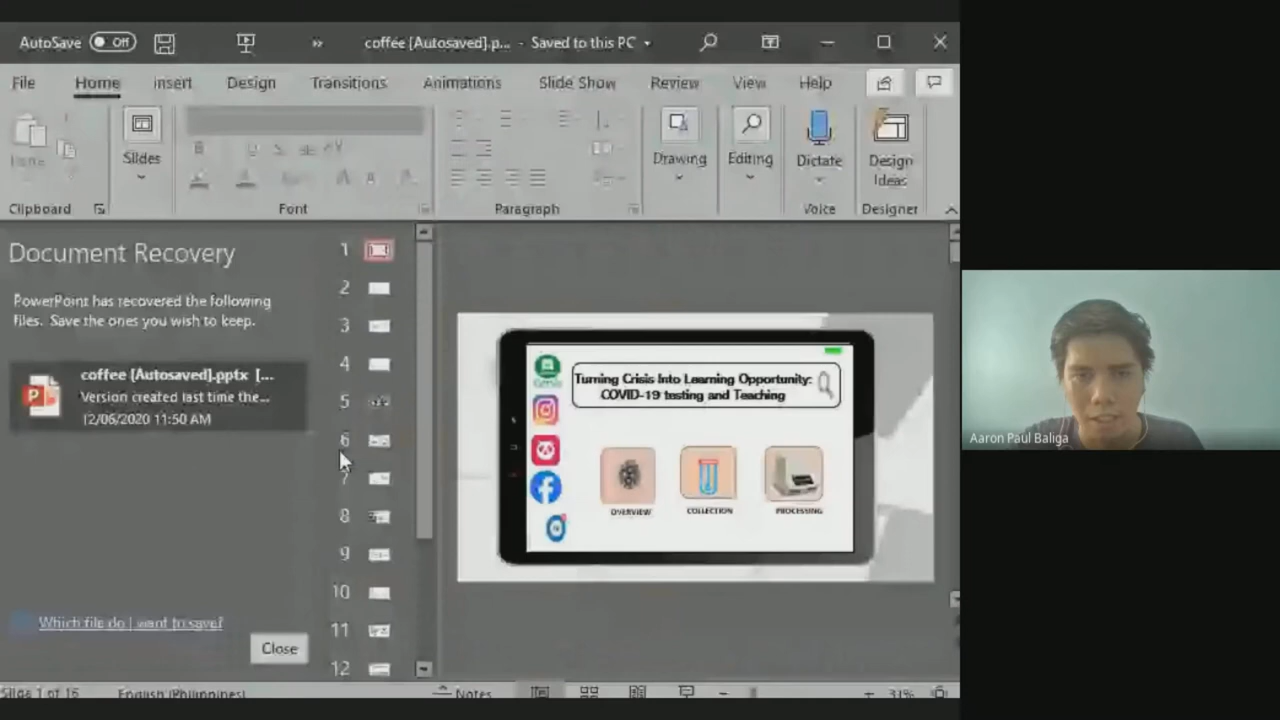 AutoSave Off » coffee [Autosaved].p... - Saved to this PC
File Home Insert Design Transitions Animations Slide Show Review View Help
Slides Drawing Editing Dictate Design Ideas
Clipboard Font Paragraph Voice Designer
Document Recovery
PowerPoint has recovered the following
files. Save the ones you wish to keep.
coffee [Autosaved].pptx [...
Version created last time the...
12/06/2020 11:50 AM
Which file do I want to save?
Close
1
2
3
4
5
6
7
8
9
10
11
12
Turning Crisis Into Learning Opportunity:
COVID-19 testing and Teaching
OVERVIEW COLLECTION PROCESSING
Aaron Paul Baliga
Slide 1 of 16 English (Philippines) Notes 31%